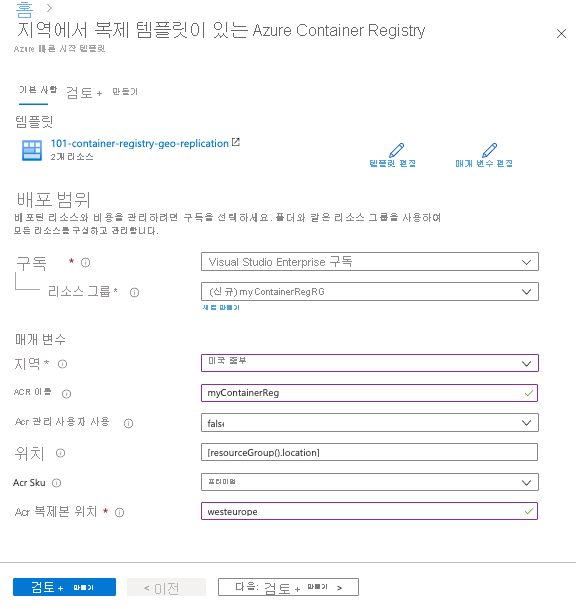 홈 >
지역에서 복제 템플릿이 있는 Azure Container Registry
Azure 빠른 시작 템플릿
기본 사항 검토 + 만들기
템플릿
101-container-registry-geo-replication
2개 리소스
템플릿 편집 매개 변수 편집
배포 범위
배포된 리소스와 비용을 관리하려면 구독을 선택하세요. 폴더와 같은 리소스 그룹을 사용하여
모든 리소스를 구성하고 관리합니다.
구독 * Visual Studio Enterprise 구독
리소스 그룹 * (신규) myContainerRegRG
새로 만들기
매개 변수
지역 * 미국 중부
ACR 이름 myContainerReg
Acr 관리 사용자 사용 false
위치 [resourceGroup().location]
Acr Sku 프리미엄
Acr 복제본 위치 * westeurope
검토 + 만들기 < 이전 다음: 검토 + 만들기 >